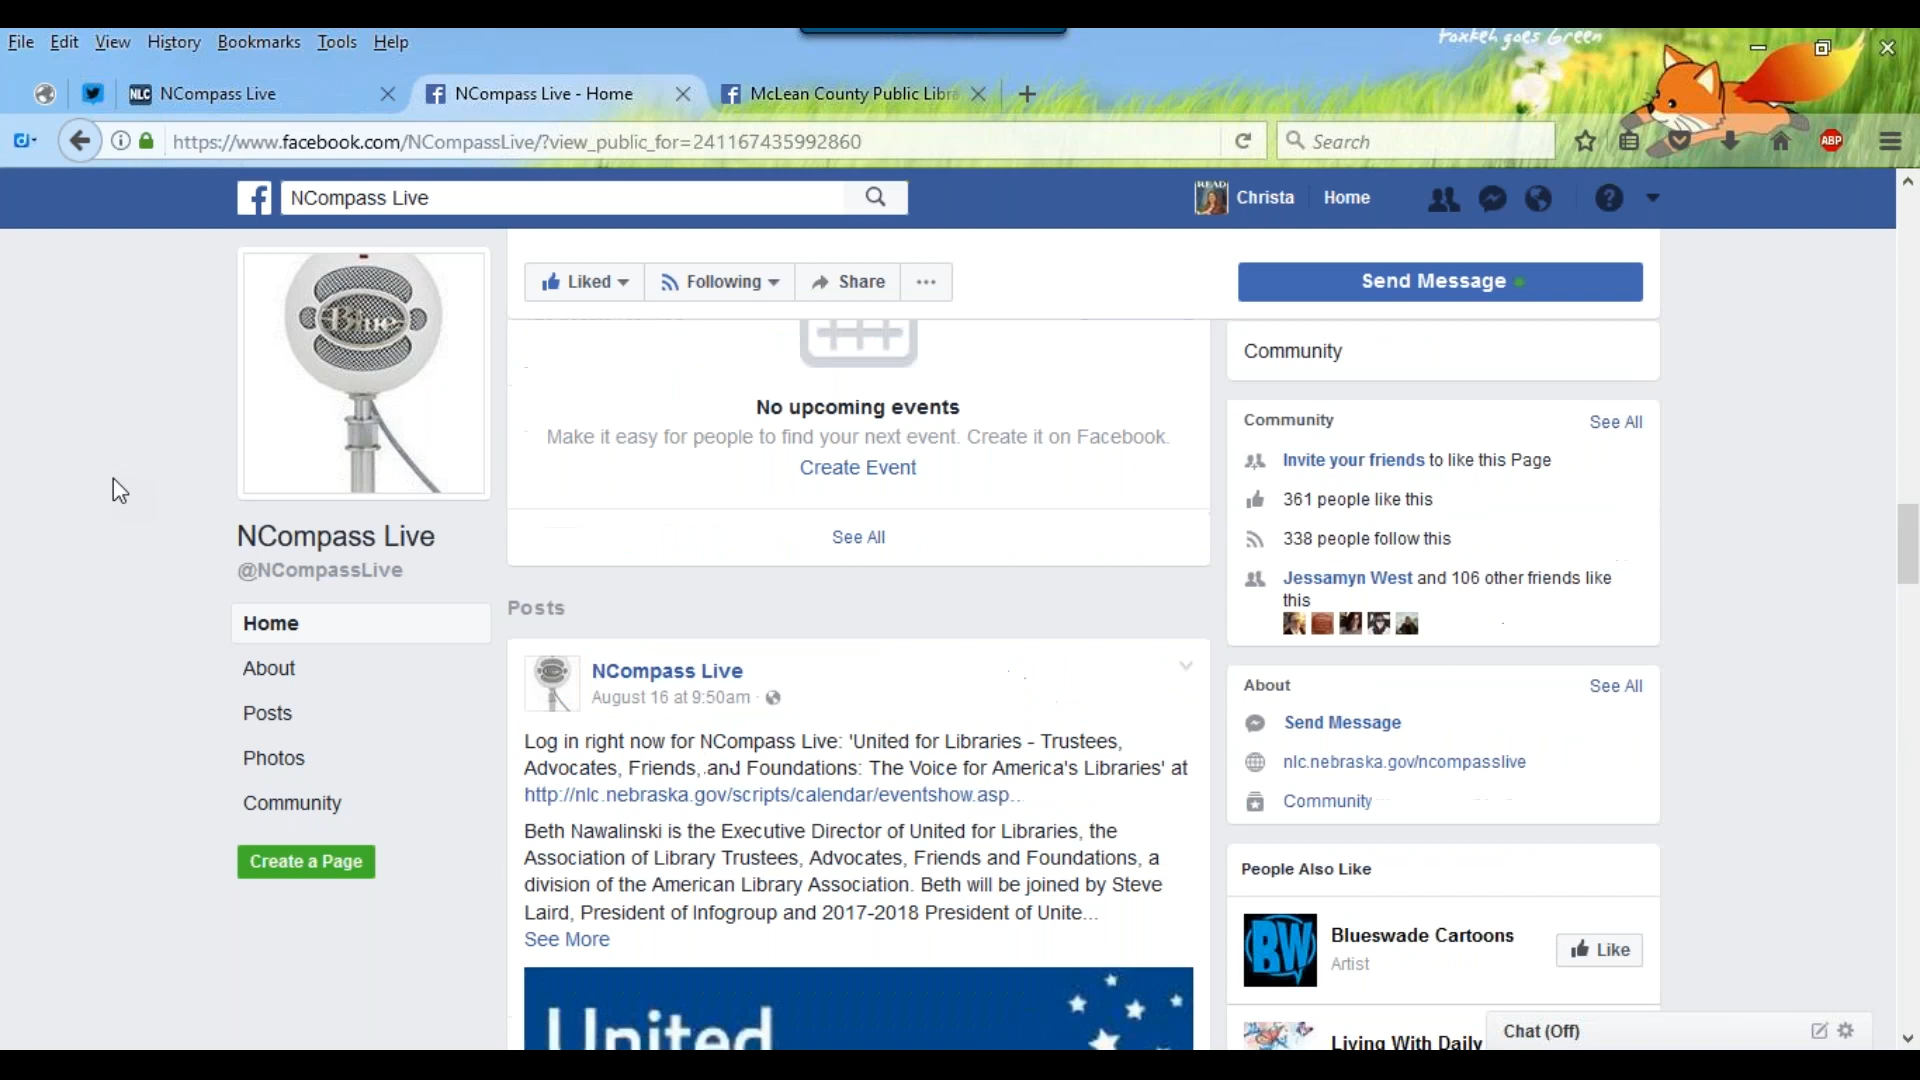 foxkeh goes Green
File Edit View History Bookmarks Tools Help
NLC NCompass Live
NCompass Live - Home
McLean County Public Libra
https://www.facebook.com/NCompassLive/?view_public_for=241167435992860
Search
ABP
NCompass Live
Christa Home
READ
Blue
Liked Following Share
Send Message
Community
No upcoming events
Make it easy for people to find your next event. Create it on Facebook.
Create Event
See All
Community See All
Invite your friends to like this Page
361 people like this
338 people follow this
Jessamyn West and 106 other friends like
this
NCompass Live
@NCompassLive
Home
About
Posts
Photos
Community
Create a Page
Posts
NCompass Live
August 16 at 9:50am ·
Log in right now for NCompass Live: 'United for Libraries - Trustees,
Advocates, Friends, and Foundations: The Voice for America's Libraries' at
http://nlc.nebraska.gov/scripts/calendar/eventshow.asp...
Beth Nawalinski is the Executive Director of United for Libraries, the
Association of Library Trustees, Advocates, Friends and Foundations, a
division of the American Library Association. Beth will be joined by Steve
Laird, President of Infogroup and 2017-2018 President of Unite...
See More
United
About See All
Send Message
nlc.nebraska.gov/ncompasslive
Community
People Also Like
BW
Blueswade Cartoons
Artist
Like
Living With Daily
Chat (Off)